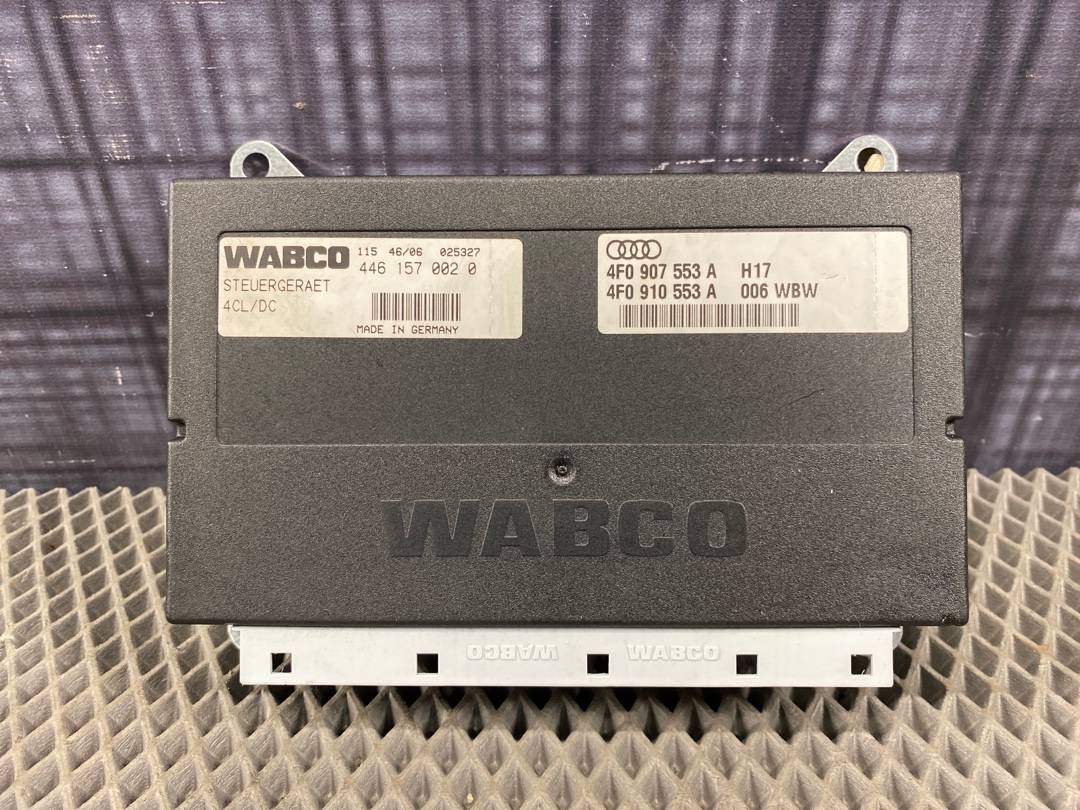 WABCO 115 46/06 025327
446 157 002 0
STEUERGERAET
4CL/DC
MADE IN GERMANY
4F0 907 553 A H17
4F0 910 553 A 006 WBW
WABCO
WABCO WABCO